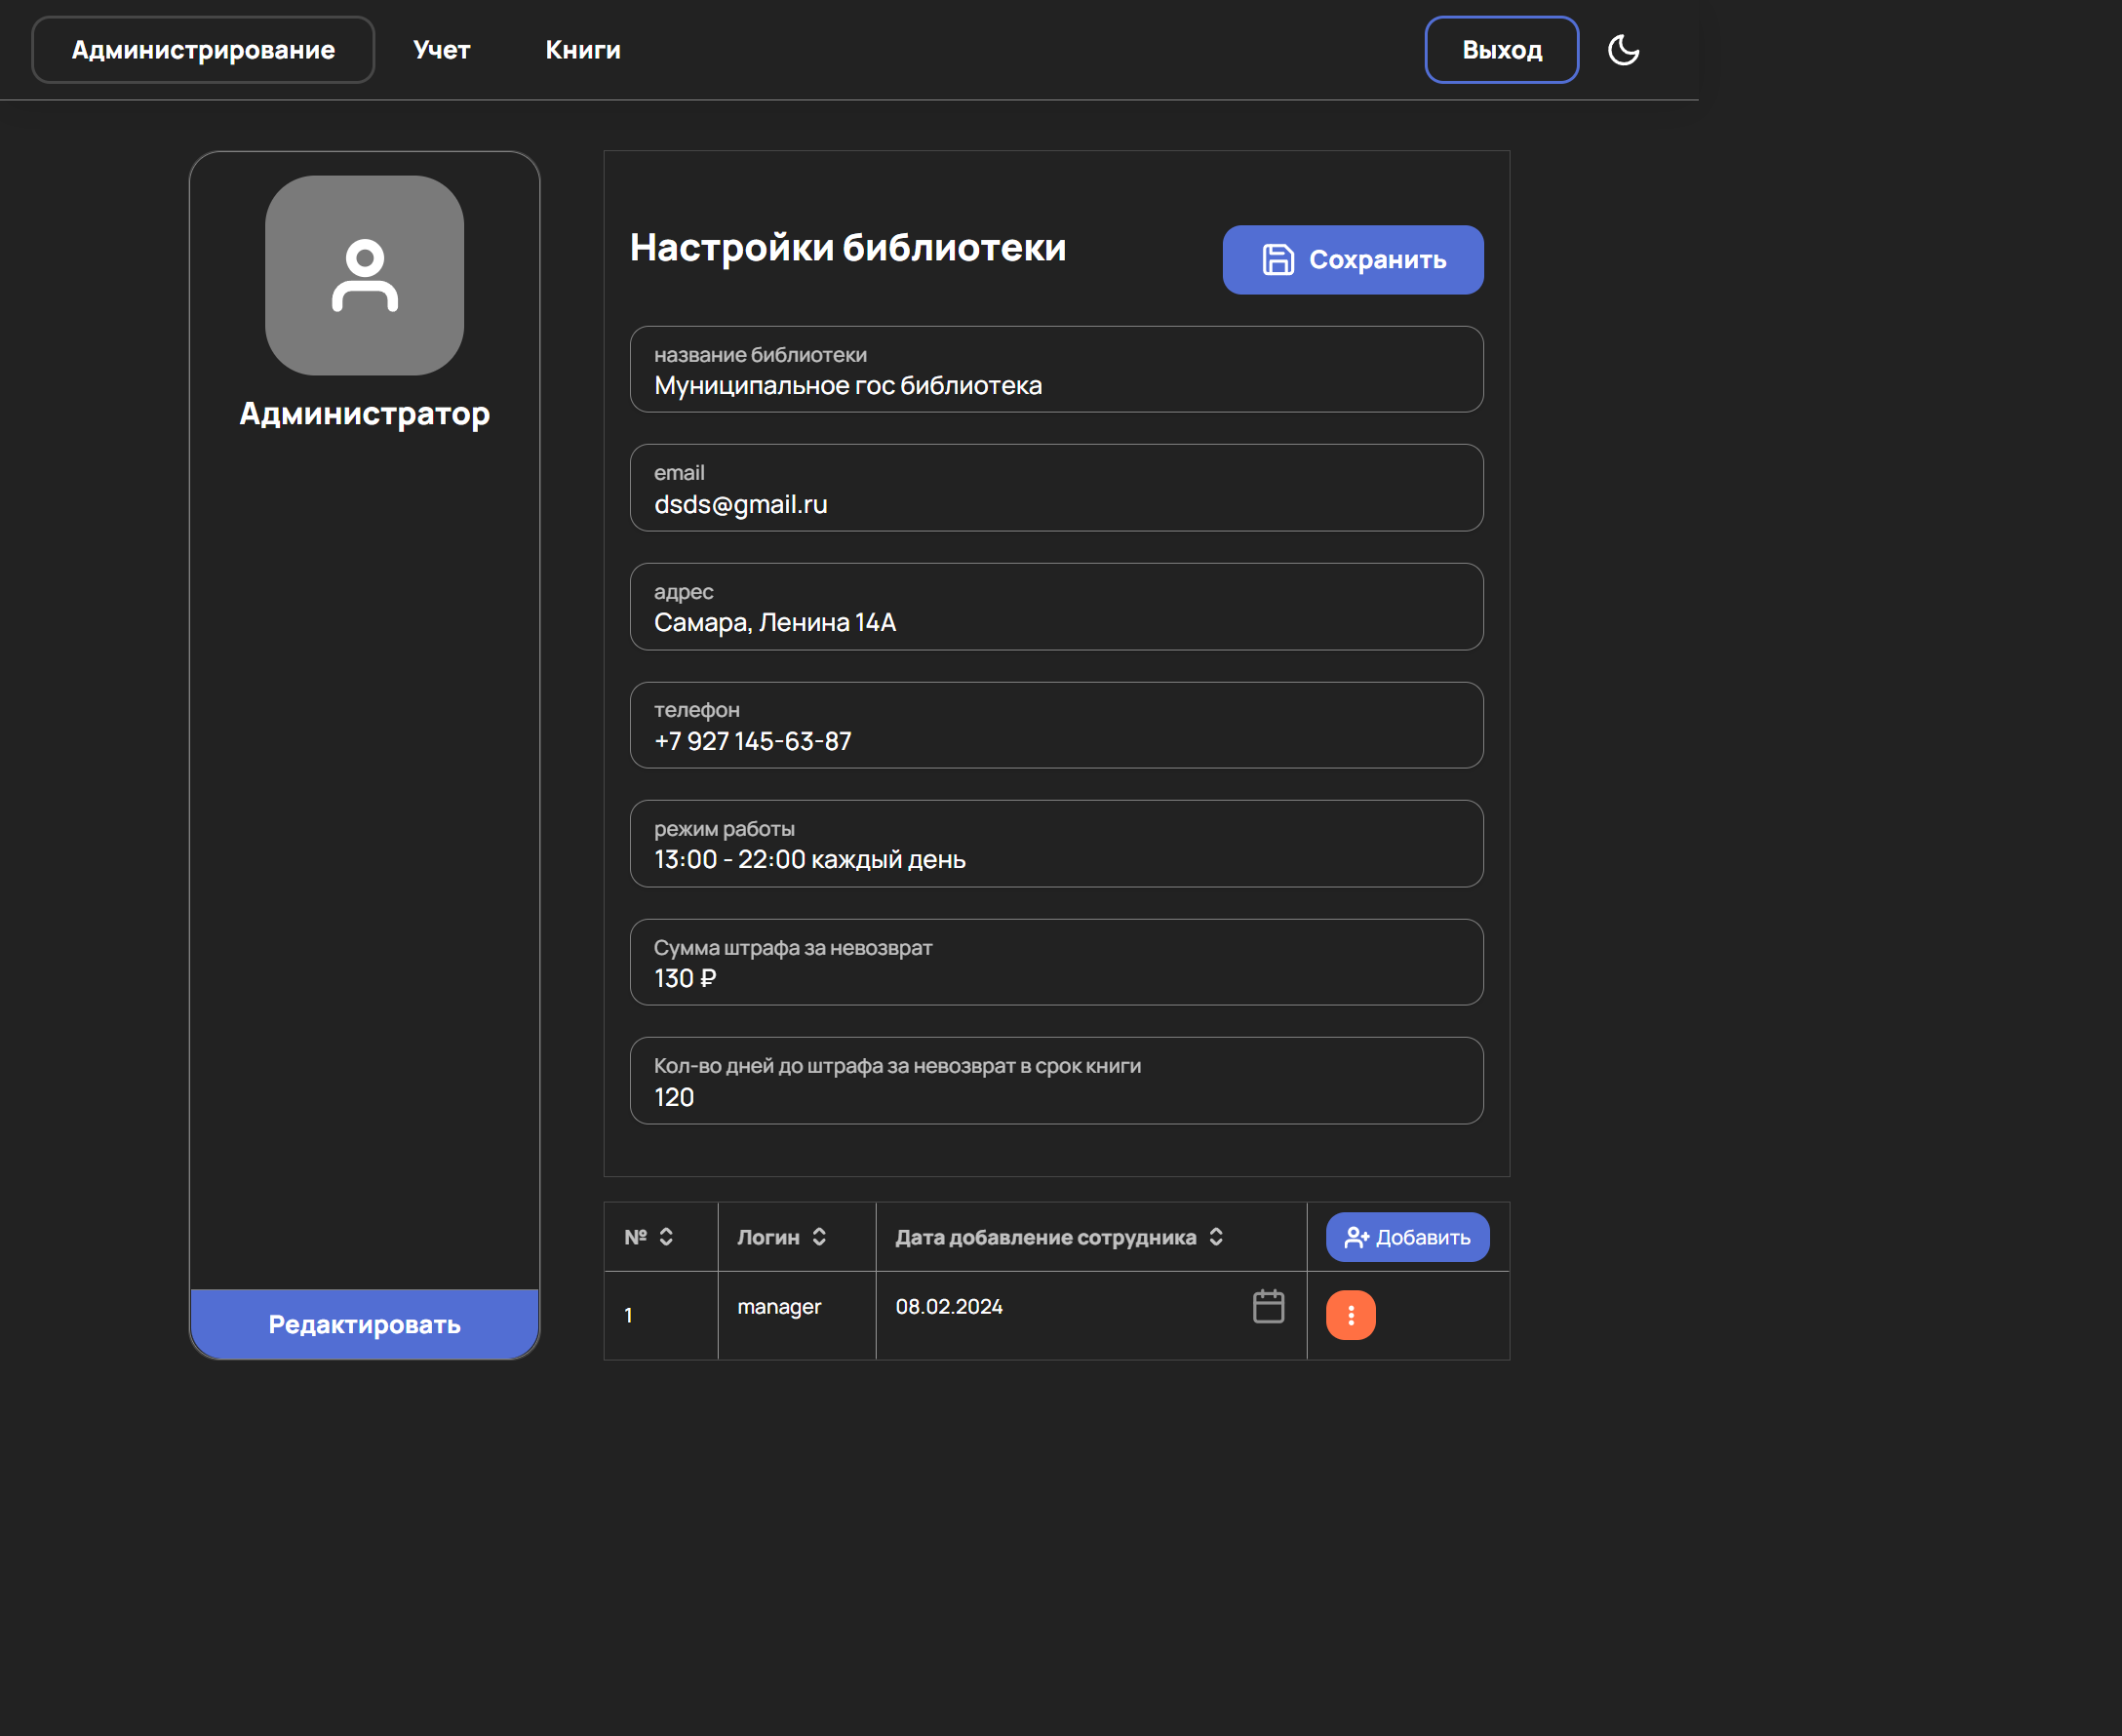 Администрирование Учет Книги Выход
Администратор
Редактировать
Настройки библиотеки Сохранить
название библиотеки
Муниципальное гос библиотека
email
dsds@gmail.ru
адрес
Самара, Ленина 14А
телефон
+7 927 145-63-87
режим работы
13:00 - 22:00 каждый день
Сумма штрафа за невозврат
130 ₽
Кол-во дней до штрафа за невозврат в срок книги
120
№ Логин Дата добавление сотрудника Добавить
1 manager 08.02.2024